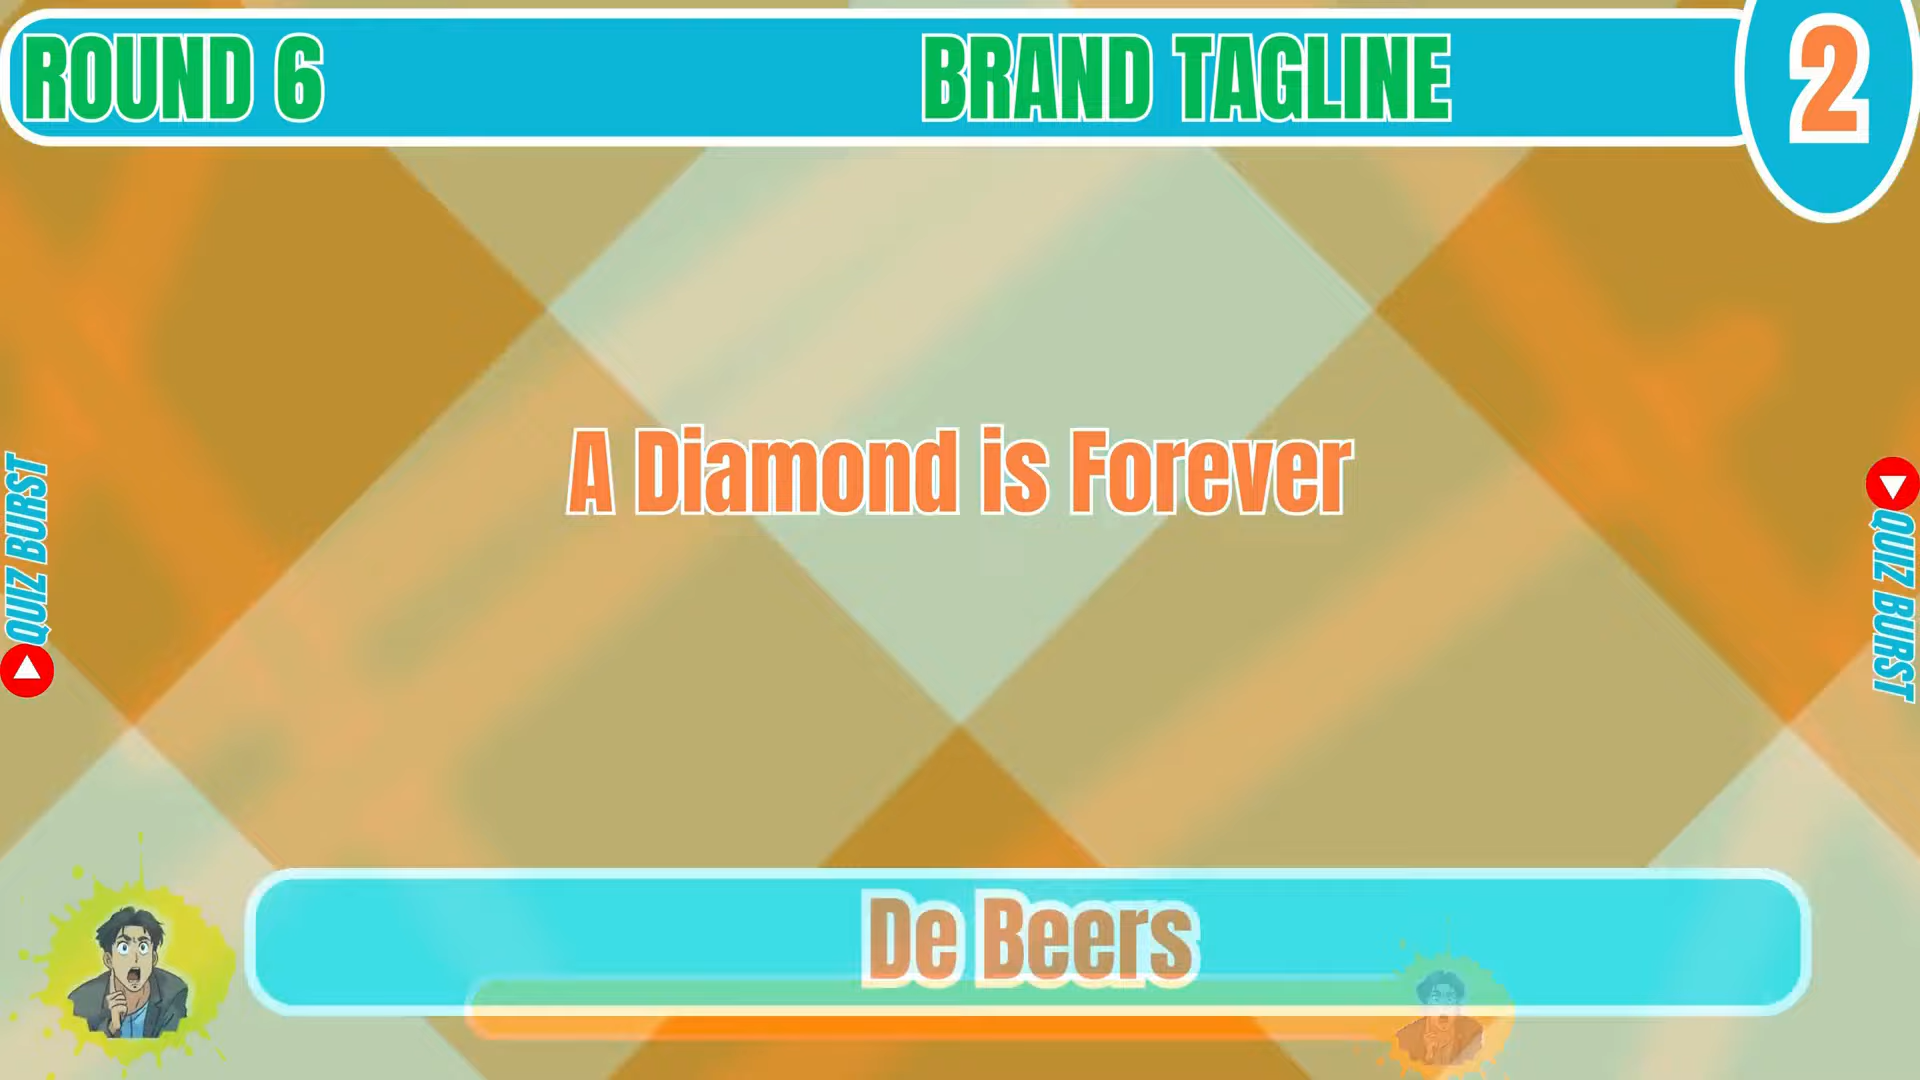 ROUND 6
BRAND TAGLINE
2
A Diamond is Forever
QUIZ BURST
QUIZ BURST
De Beers